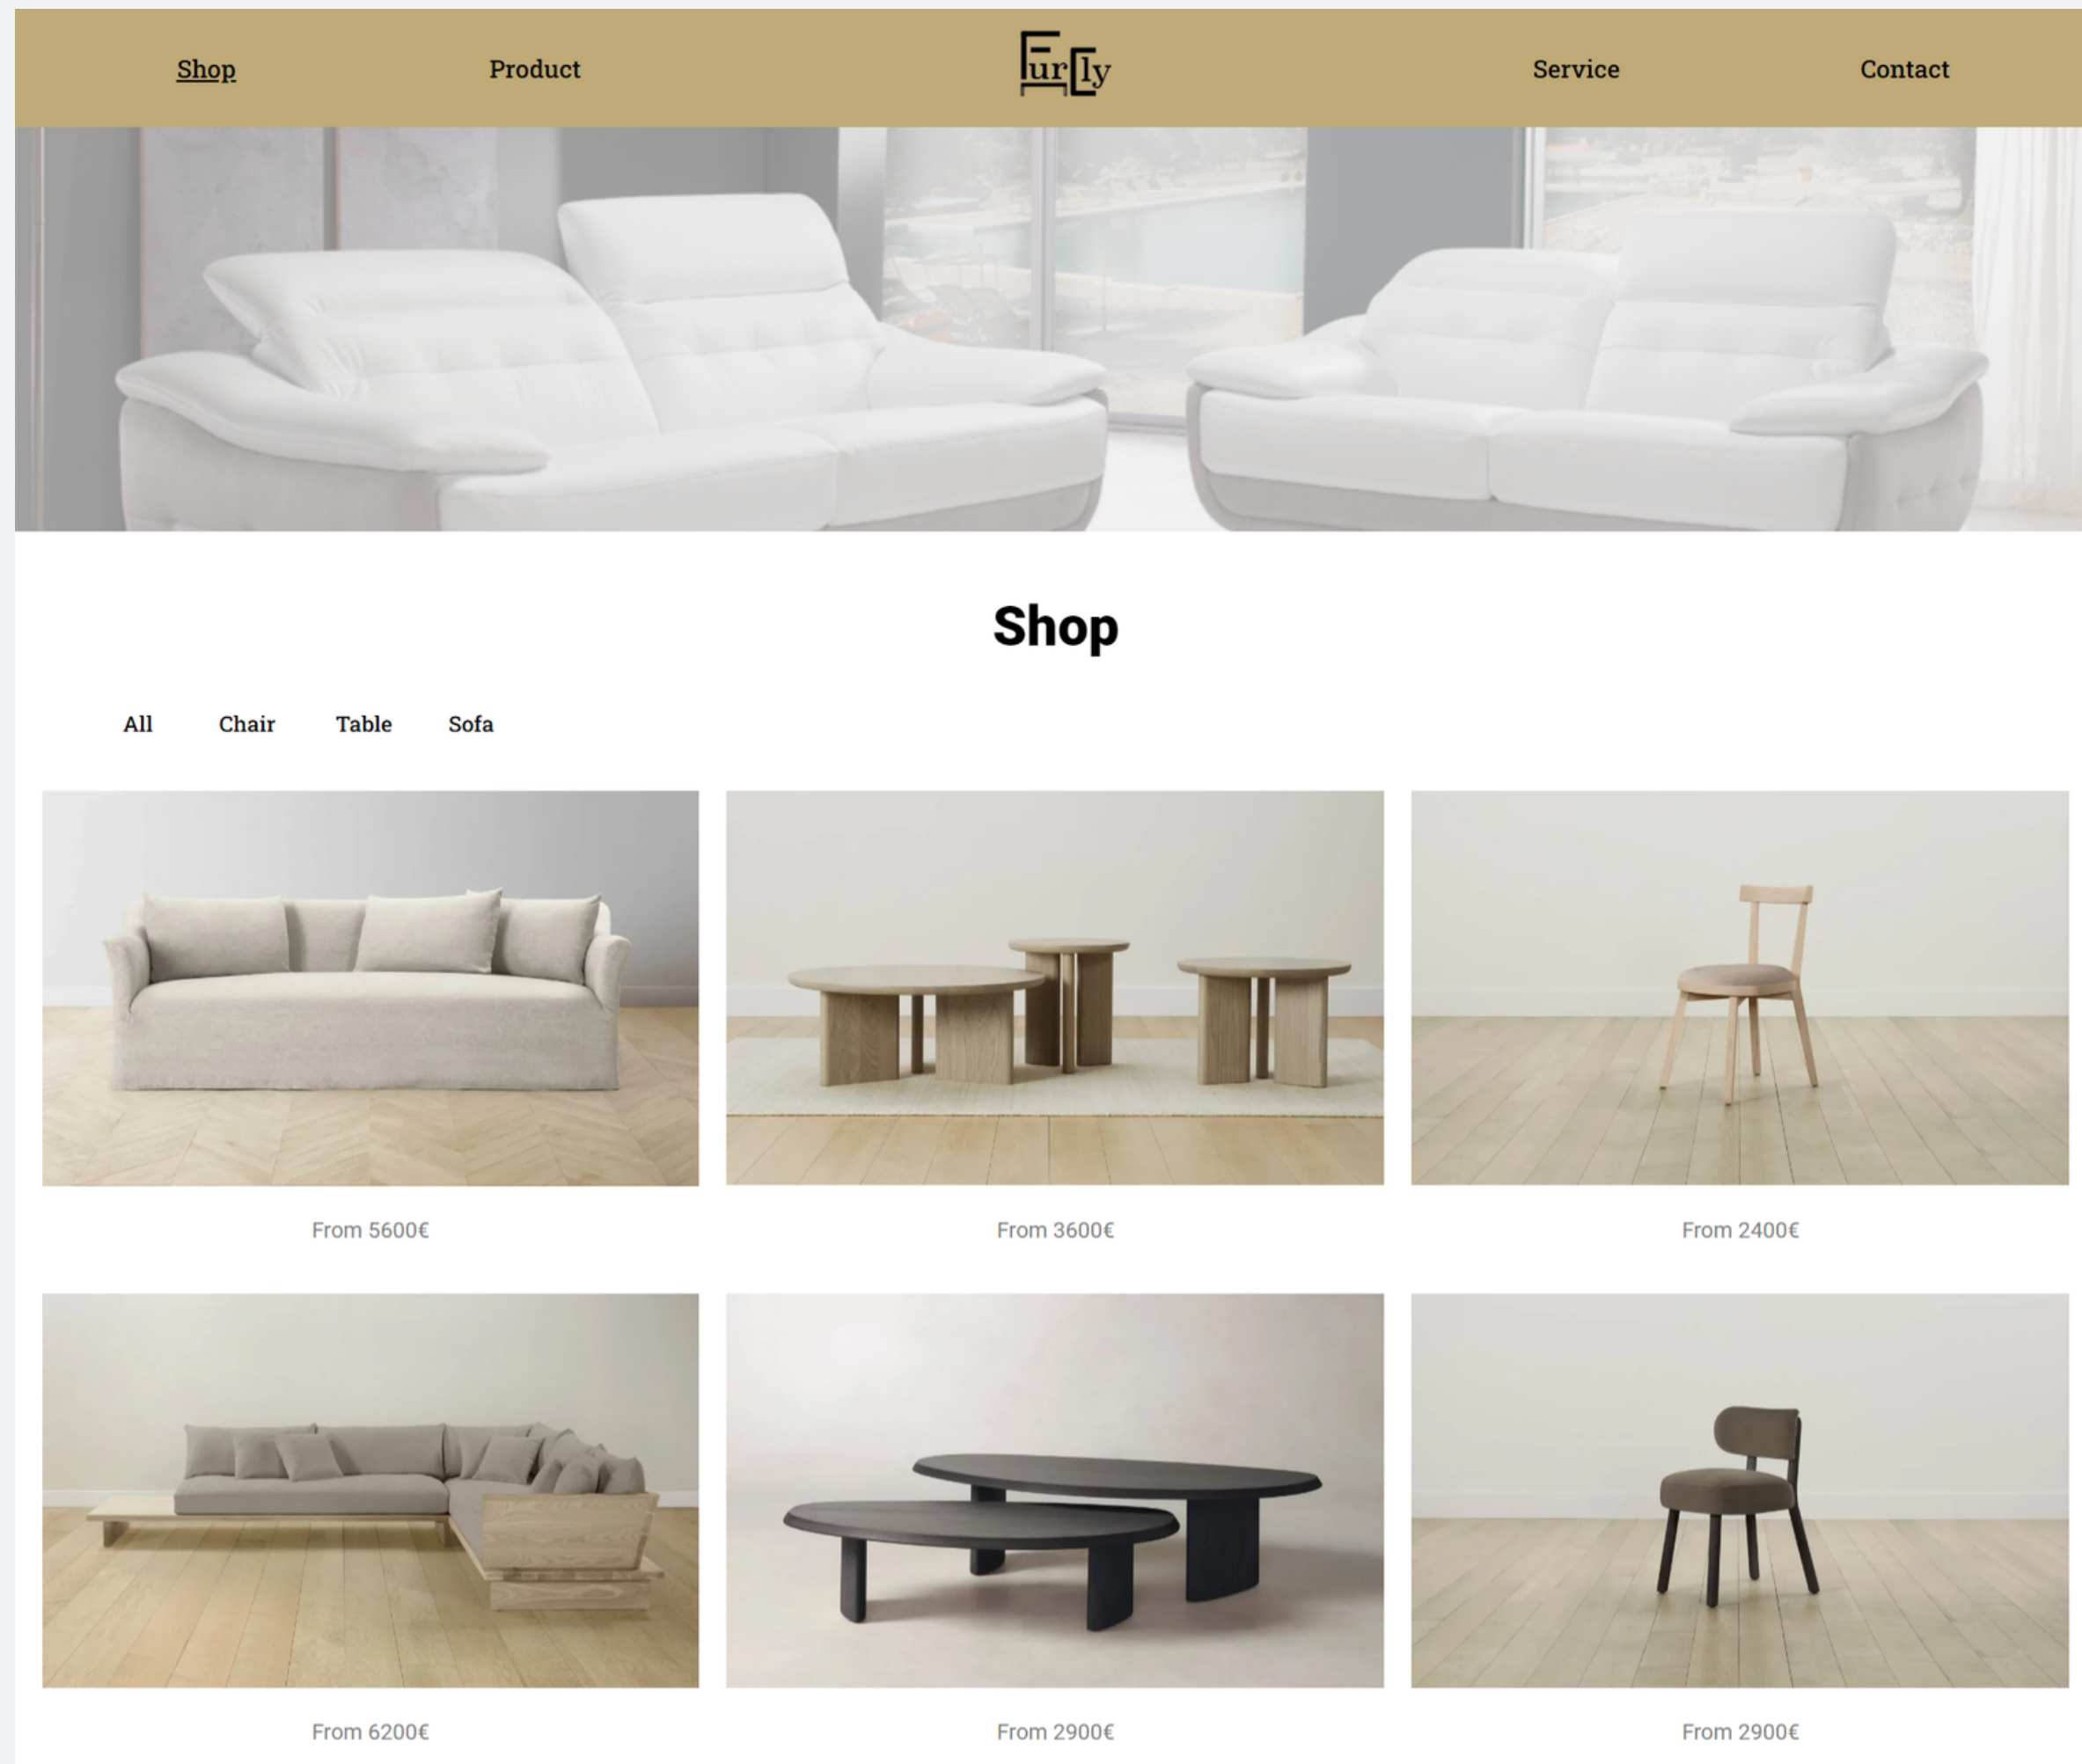 Shop Product FurLly Service Contact
Shop
All Chair Table Sofa
From 5600€ From 3600€ From 2400€
From 6200€ From 2900€ From 2900€